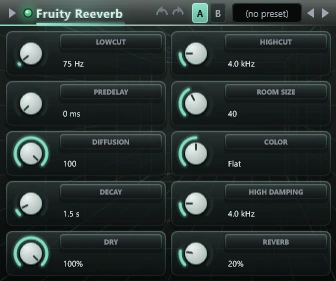 Fruity Reeverb
A
B
(no preset)
LOWCUT
75 Hz
HIGHCUT
4.0 kHz
PREDELAY
0 ms
ROOM SIZE
40
DIFFUSION
100
COLOR
Flat
DECAY
1.5 s
HIGH DAMPING
4.0 kHz
DRY
100%
REVERB
20%